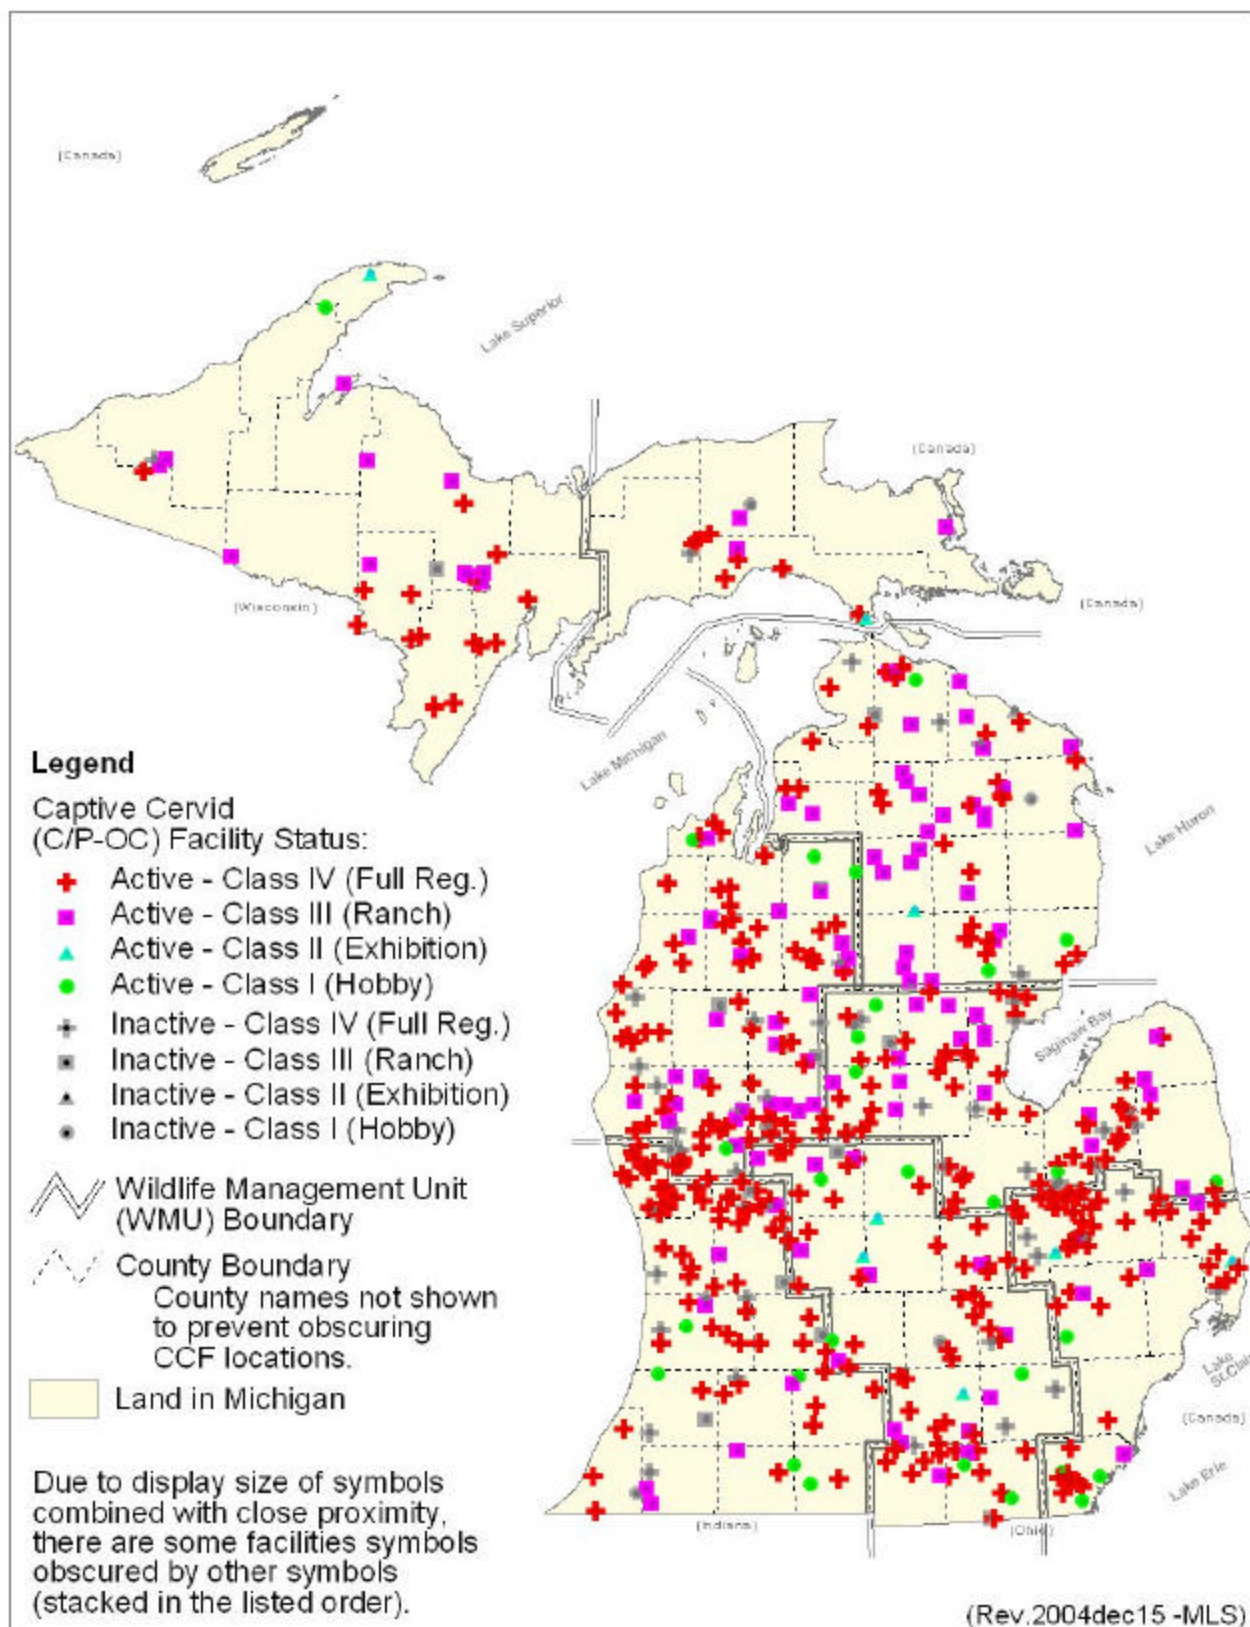 (Canada)
Lake Superior
(Canada)
(Wisconsin)
(Canada)
Lake Michigan
Lake Huron
Saginaw Bay
Lake
St.Clair
(Canada)
Lake Erie
(Indiana)
(Ohio)
Legend
Captive Cervid
(C/P-OC) Facility Status:
Active - Class IV (Full Reg.)
Active - Class III (Ranch)
Active - Class II (Exhibition)
Active - Class I (Hobby)
Inactive - Class IV (Full Reg.)
Inactive - Class III (Ranch)
Inactive - Class II (Exhibition)
Inactive - Class I (Hobby)
Wildlife Management Unit
(WMU) Boundary
County Boundary
County names not shown
to prevent obscuring
CCF locations.
Land in Michigan
Due to display size of symbols
combined with close proximity,
there are some facilities symbols
obscured by other symbols
(stacked in the listed order).
(Rev.2004dec15 -MLS)